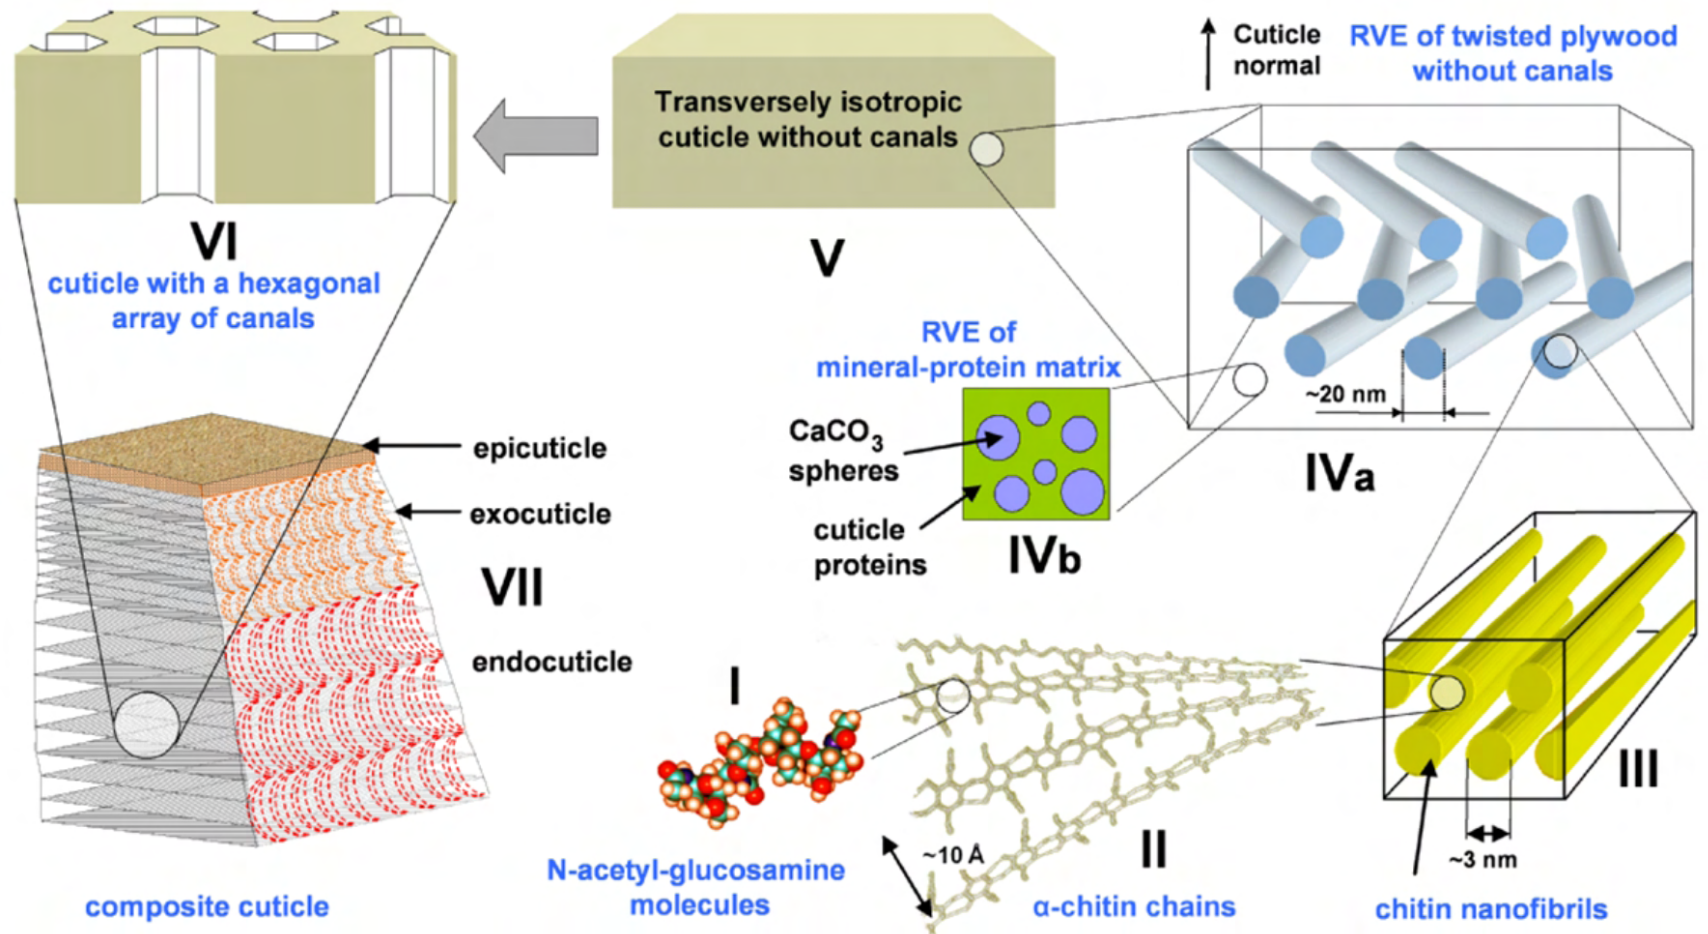 Cuticle
normal
RVE of twisted plywood
without canals
Transversely isotropic
cuticle without canals
VI
cuticle with a hexagonal
array of canals
V
RVE of
mineral-protein matrix
~20 nm
CaCO3
spheres
cuticle
proteins
IVb
IVa
epicuticle
exocuticle
VII
endocuticle
I
N-acetyl-glucosamine
molecules
~10 Å
II
α-chitin chains
III
~3 nm
chitin nanofibrils
composite cuticle